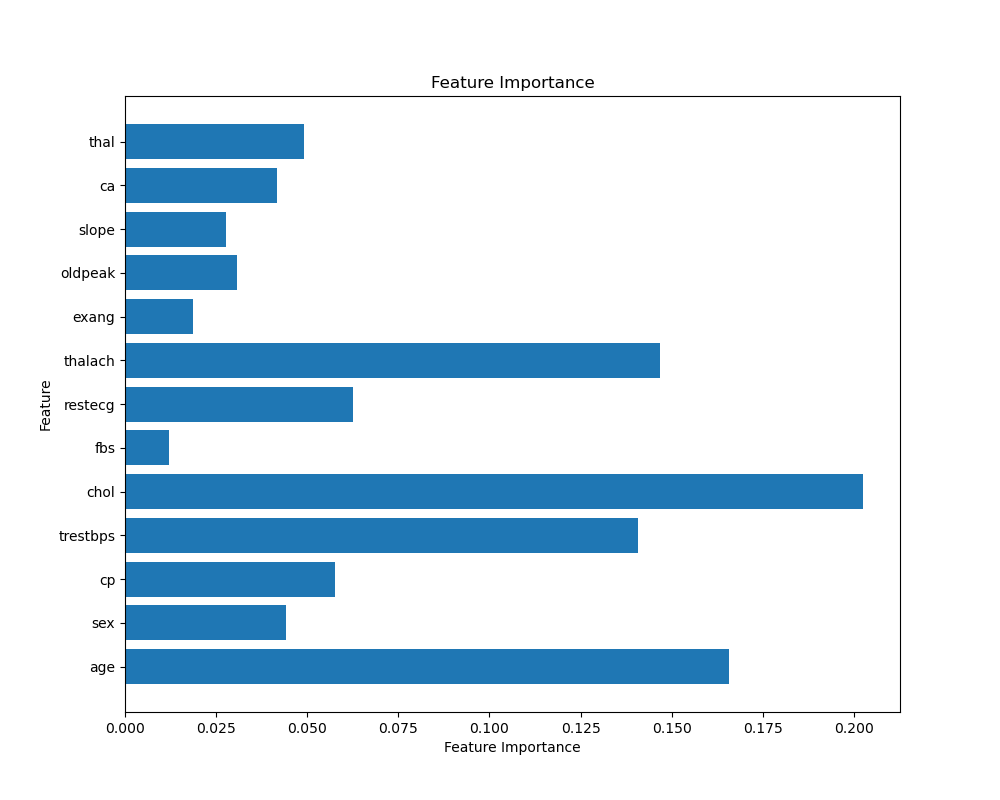 Feature Importance
thal
ca
slope
oldpeak
exang
thalach
restecg
fbs
chol
trestbps
cp
sex
age
Feature
0.000 0.025 0.050 0.075 0.100 0.125 0.150 0.175 0.200
Feature Importance